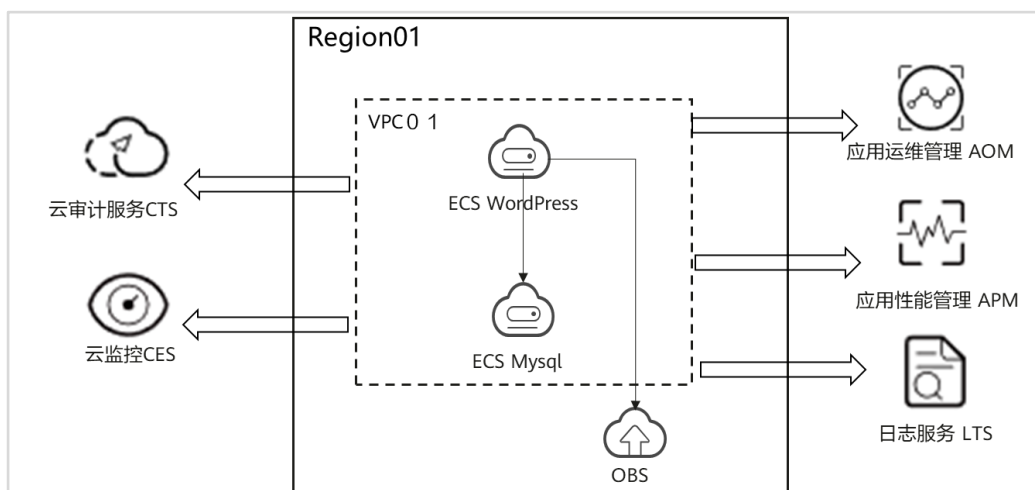 Region01
VPC０１
ECS WordPress
ECS Mysql
OBS
云审计服务CTS
云监控CES
应用运维管理 AOM
应用性能管理 APM
日志服务 LTS